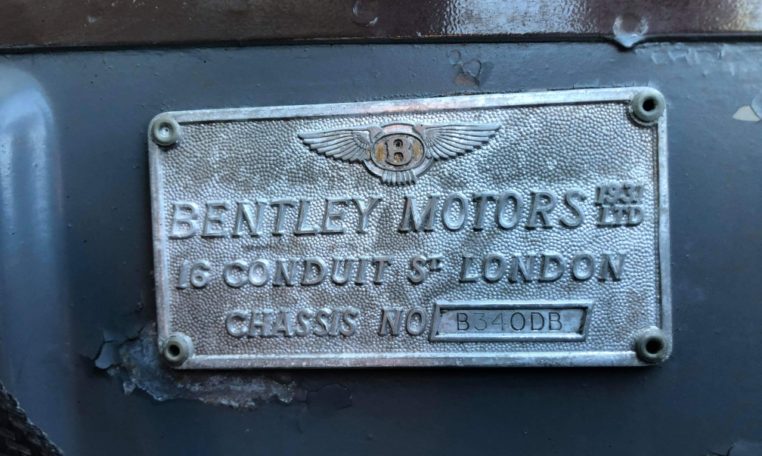 B
BENTLEY MOTORS 1931 LTD
16 CONDUIT ST. LONDON
CHASSIS NO B340DB